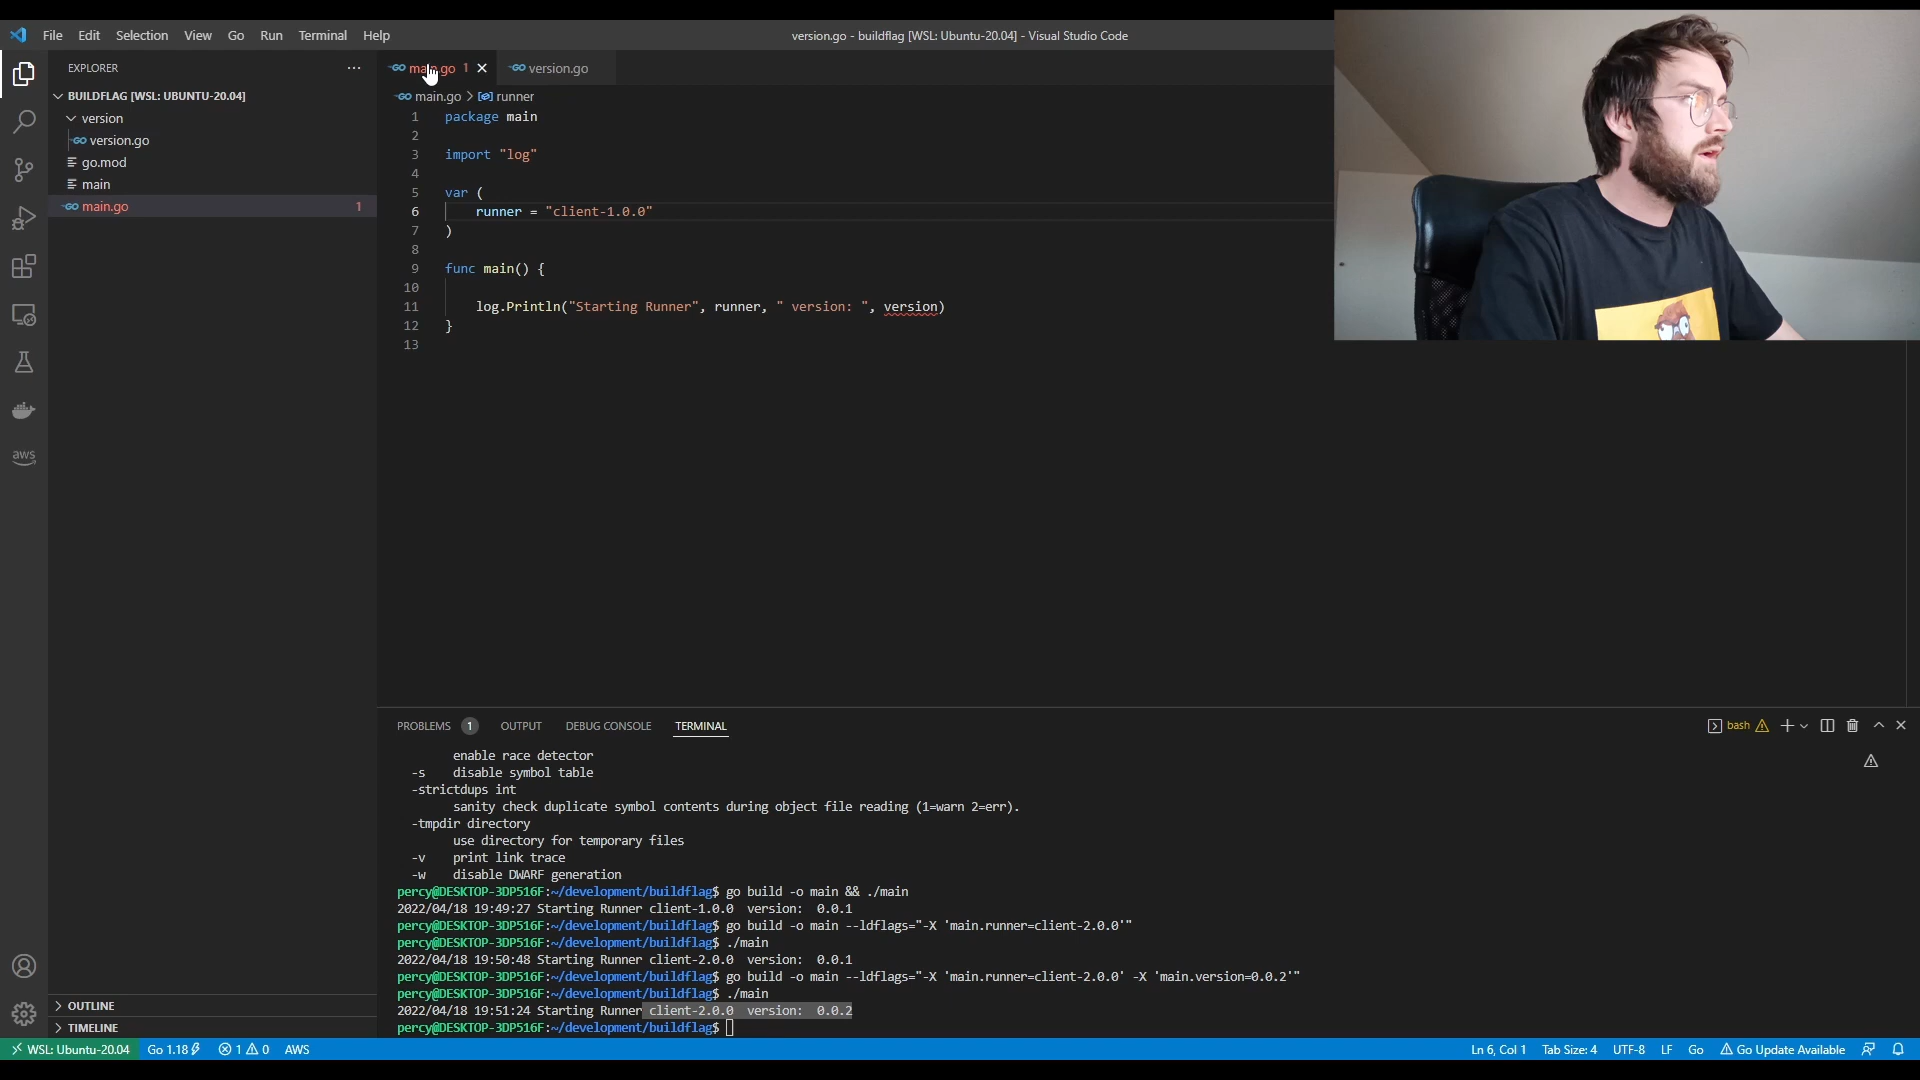 File Edit Selection View Go Run Terminal Help
version.go - buildflag [WSL: Ubuntu-20.04] - Visual Studio Code
EXPLORER
BUILDFLAG [WSL: UBUNTU-20.04]
version
version.go
go.mod
main
main.go 1
main.go 1 version.go
main.go > runner
1 package main
2
3 import "log"
4
5 var (
6 runner = "client-1.0.0"
7 )
8
9 func main() {
10
11 log.Println("Starting Runner", runner, " version: ", version)
12 }
13
aws
PROBLEMS 1 OUTPUT DEBUG CONSOLE TERMINAL
bash
enable race detector
-s disable symbol table
-strictdups int
sanity check duplicate symbol contents during object file reading (1=warn 2=err).
-tmpdir directory
use directory for temporary files
-v print link trace
-w disable DWARF generation
percy@DESKTOP-3DP516F:~/development/buildflag$ go build -o main && ./main
2022/04/18 19:49:27 Starting Runner client-1.0.0  version:  0.0.1
percy@DESKTOP-3DP516F:~/development/buildflag$ go build -o main --ldflags="-X 'main.runner=client-2.0.0'"
percy@DESKTOP-3DP516F:~/development/buildflag$ ./main
2022/04/18 19:50:48 Starting Runner client-2.0.0  version:  0.0.1
percy@DESKTOP-3DP516F:~/development/buildflag$ go build -o main --ldflags="-X 'main.runner=client-2.0.0' -X 'main.version=0.0.2'"
percy@DESKTOP-3DP516F:~/development/buildflag$ ./main
2022/04/18 19:51:24 Starting Runner client-2.0.0  version:  0.0.2
percy@DESKTOP-3DP516F:~/development/buildflag$
OUTLINE
TIMELINE
WSL: Ubuntu-20.04 Go 1.18 1 0 AWS
Ln 6, Col 1 Tab Size: 4 UTF-8 LF Go Go Update Available